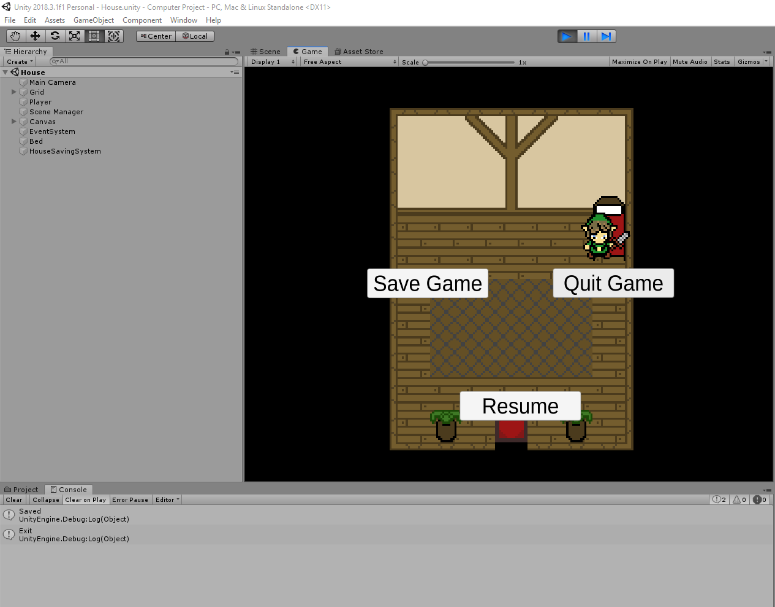 Unity 2018.3.1f1 Personal - House.unity - Computer Project - PC, Mac & Linux Standalone <DX11>
File Edit Assets GameObject Component Window Help
Center Local
Hierarchy
Create All
House
Main Camera
Grid
Player
Scene Manager
Canvas
EventSystem
Bed
HouseSavingSystem
Scene Game Asset Store
Display 1 Free Aspect Scale 1x Maximize On Play Mute Audio Stats Gizmos
Save Game Quit Game
Resume
Project Console
Clear Collapse Clear on Play Error Pause Editor 2 0 0
Saved
UnityEngine.Debug:Log(Object)
Exit
UnityEngine.Debug:Log(Object)